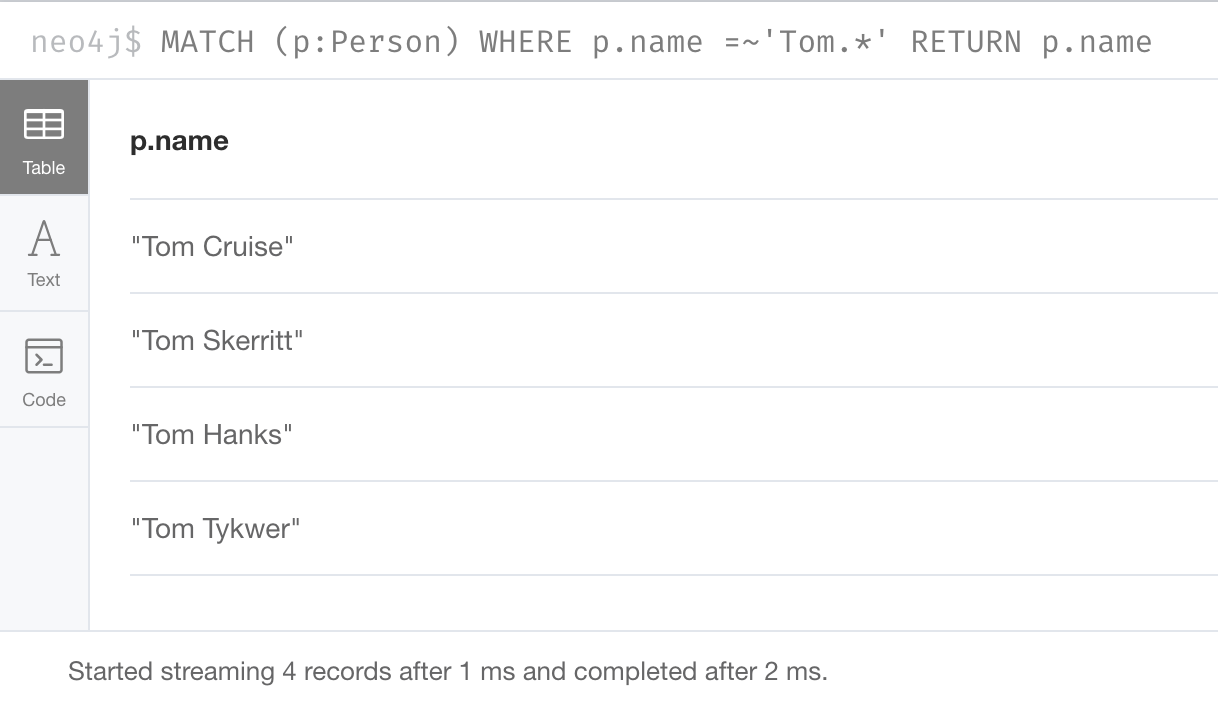 neo4j$ MATCH (p:Person) WHERE p.name =~'Tom.*' RETURN p.name
Table
p.name
"Tom Cruise"
Text
"Tom Skerritt"
Code
"Tom Hanks"
"Tom Tykwer"
Started streaming 4 records after 1 ms and completed after 2 ms.